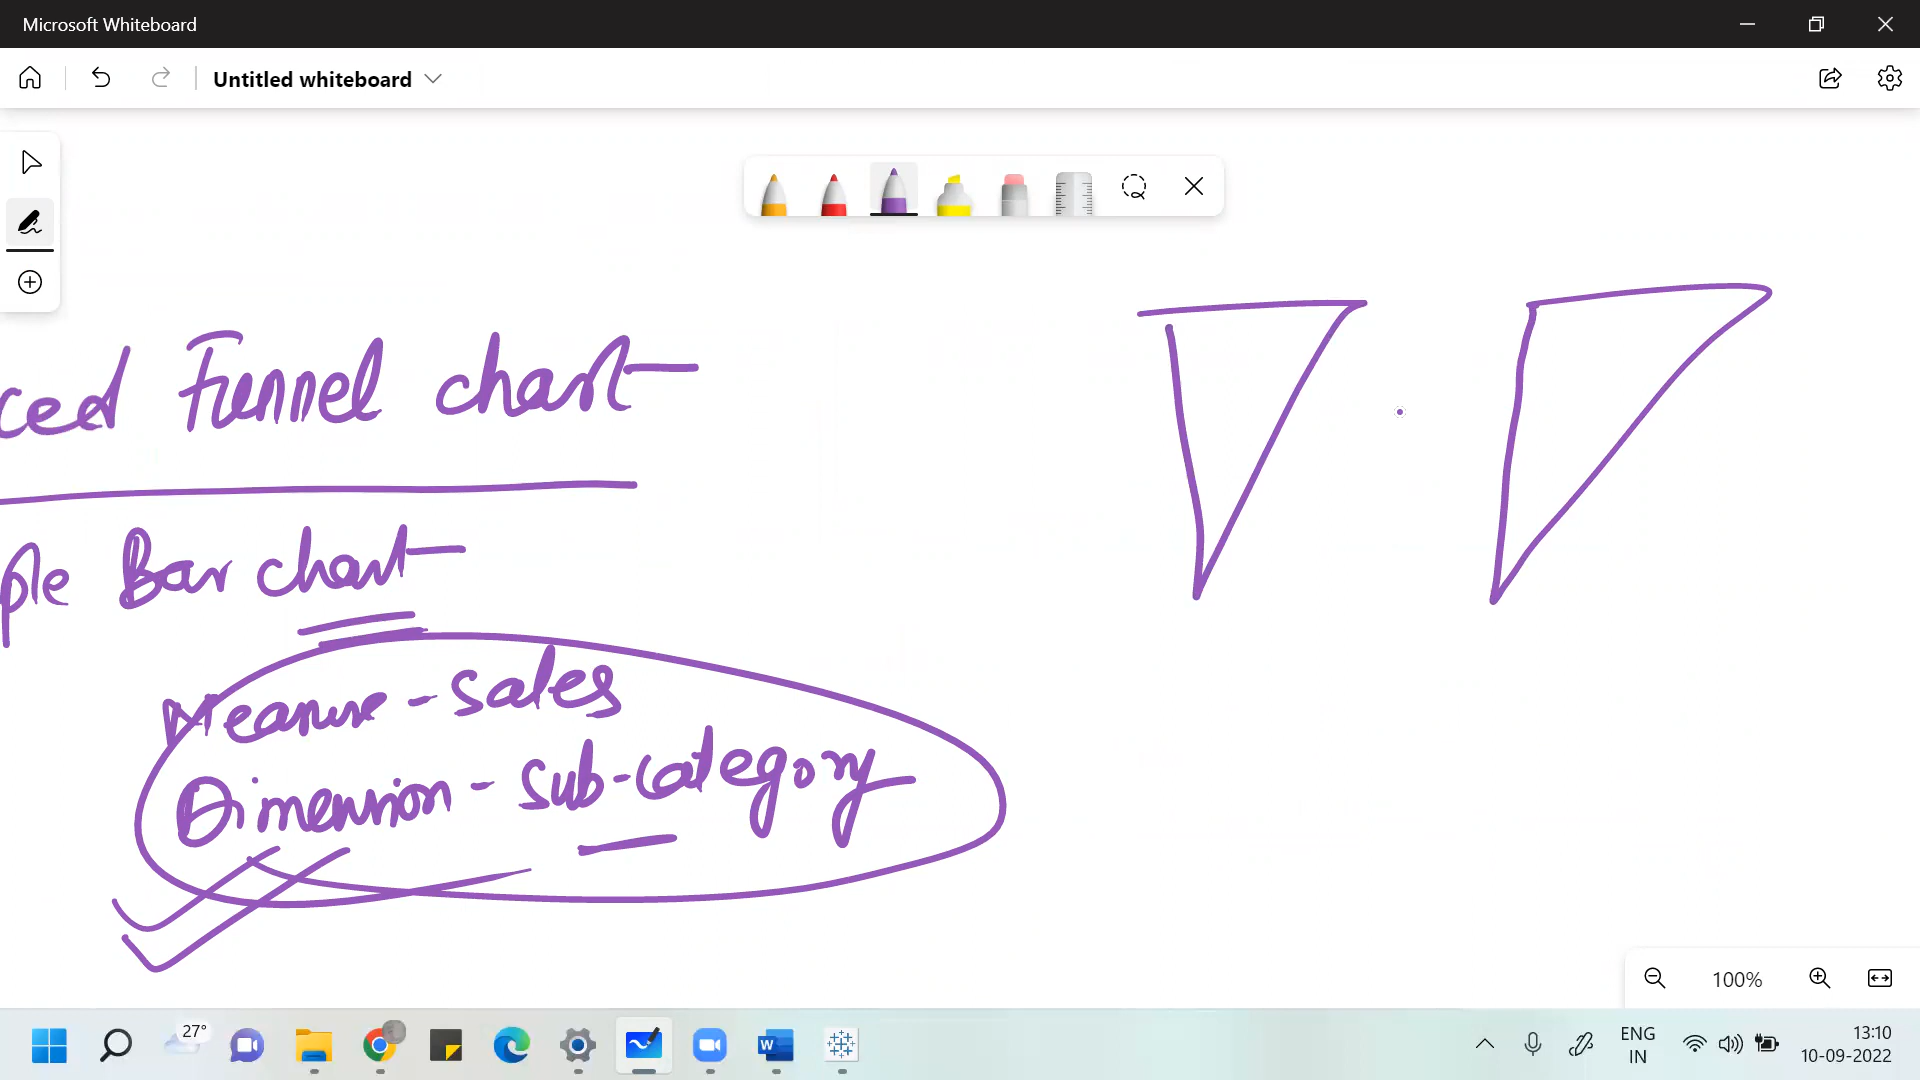 Microsoft Whiteboard
Untitled whiteboard
ced Funnel chart
ple Bar chart
Measure - Sales
Dimension - Sub-category
100%
27°
W
ENG
IN
13:10
10-09-2022